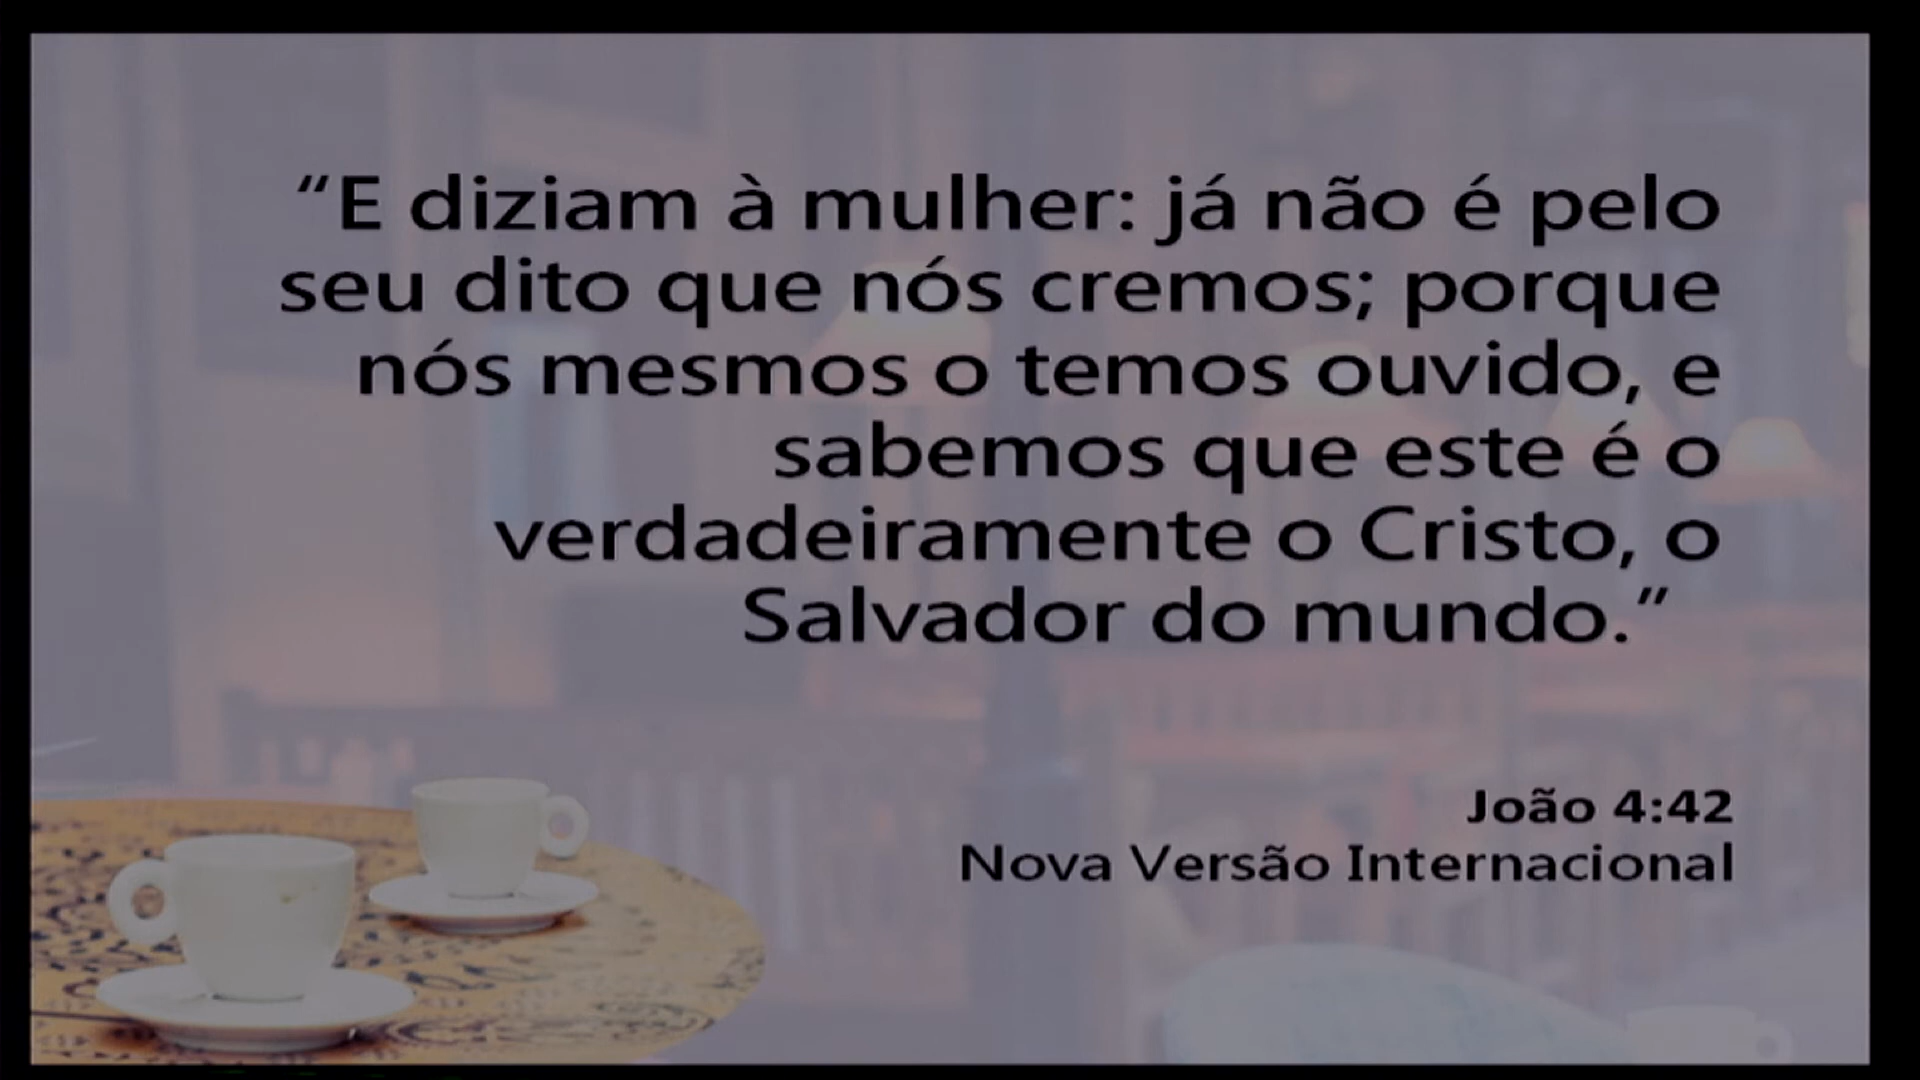 “E diziam à mulher: já não é pelo
seu dito que nós cremos; porque
nós mesmos o temos ouvido, e
sabemos que este é o
verdadeiramente o Cristo, o
Salvador do mundo.”
João 4:42
Nova Versão Internacional